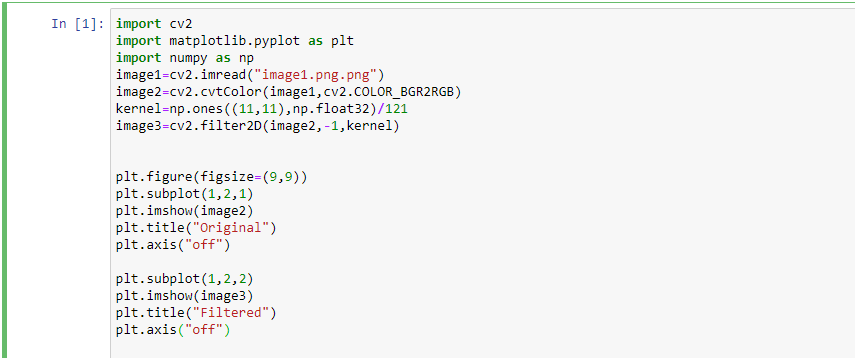 In [1]:
import cv2
import matplotlib.pyplot as plt
import numpy as np
image1=cv2.imread("image1.png.png")
image2=cv2.cvtColor(image1,cv2.COLOR_BGR2RGB)
kernel=np.ones((11,11),np.float32)/121
image3=cv2.filter2D(image2,-1,kernel)
plt.figure(figsize=(9,9))
plt.subplot(1,2,1)
plt.imshow(image2)
plt.title("Original")
plt.axis("off")
plt.subplot(1,2,2)
plt.imshow(image3)
plt.title("Filtered")
plt.axis("off")